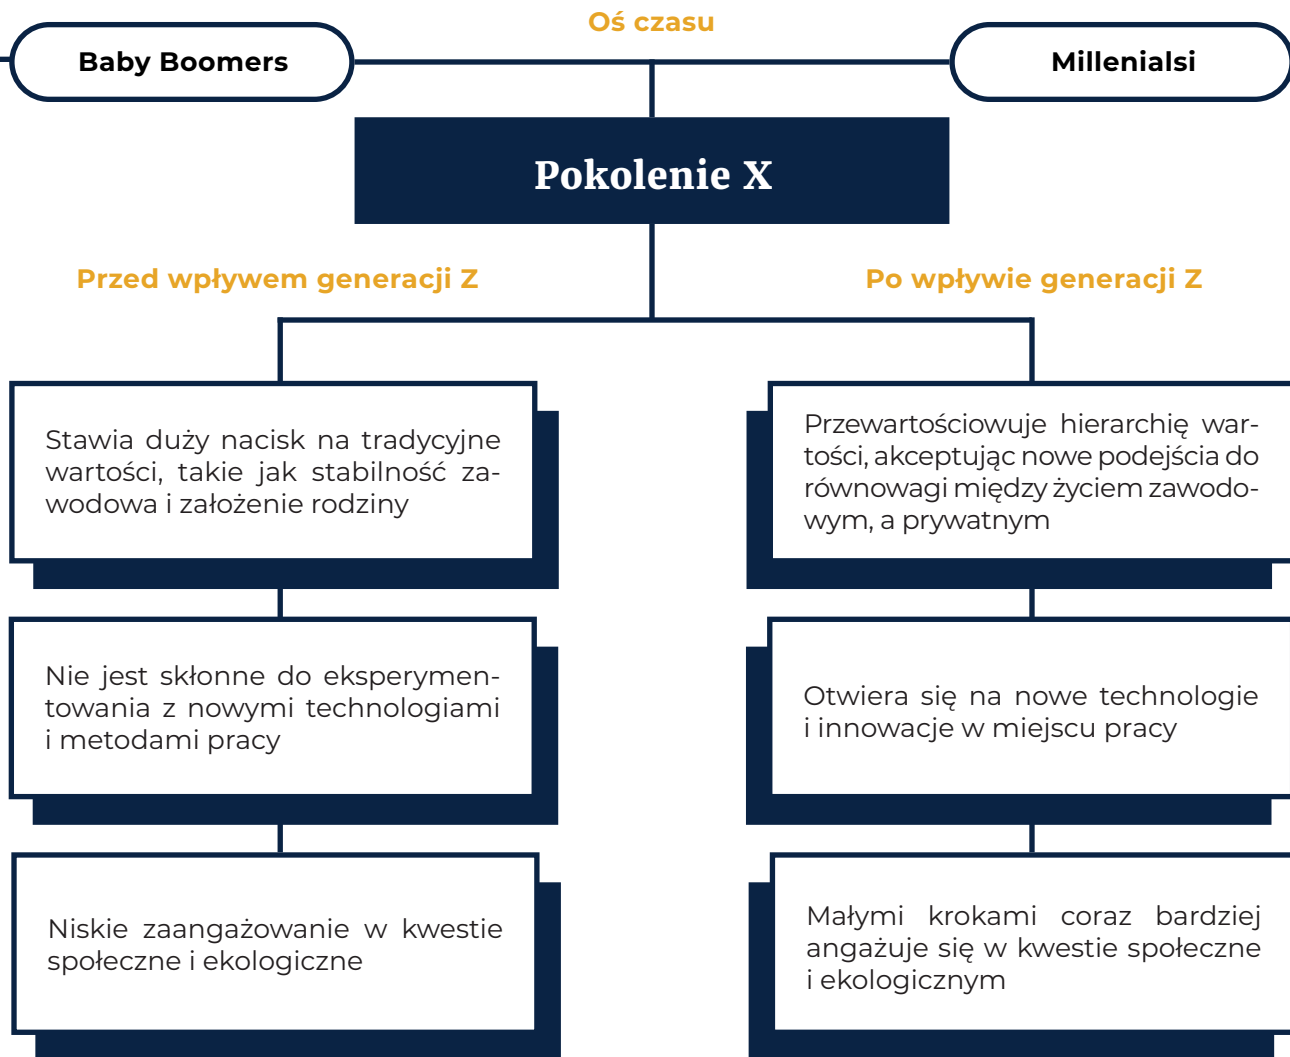 Oś czasu
Baby Boomers
Millenialsi
Pokolenie X
Przed wpływem generacji Z
Po wpływie generacji Z
Stawia duży nacisk na tradycyjne
wartości, takie jak stabilność za-
wodowa i założenie rodziny
Przewartościowuje hierarchię war-
tości, akceptując nowe podejścia do
równowagi między życiem zawodo-
wym, a prywatnym
Nie jest skłonne do eksperymen-
towania z nowymi technologiami
i metodami pracy
Otwiera się na nowe technologie
i innowacje w miejscu pracy
Niskie zaangażowanie w kwestie
społeczne i ekologiczne
Małymi krokami coraz bardziej
angażuje się w kwestie społeczne
i ekologicznym